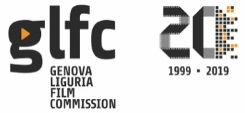 glfc
GENOVA
LIGURIA
FILM
COMMISSION
20
1999 • 2019